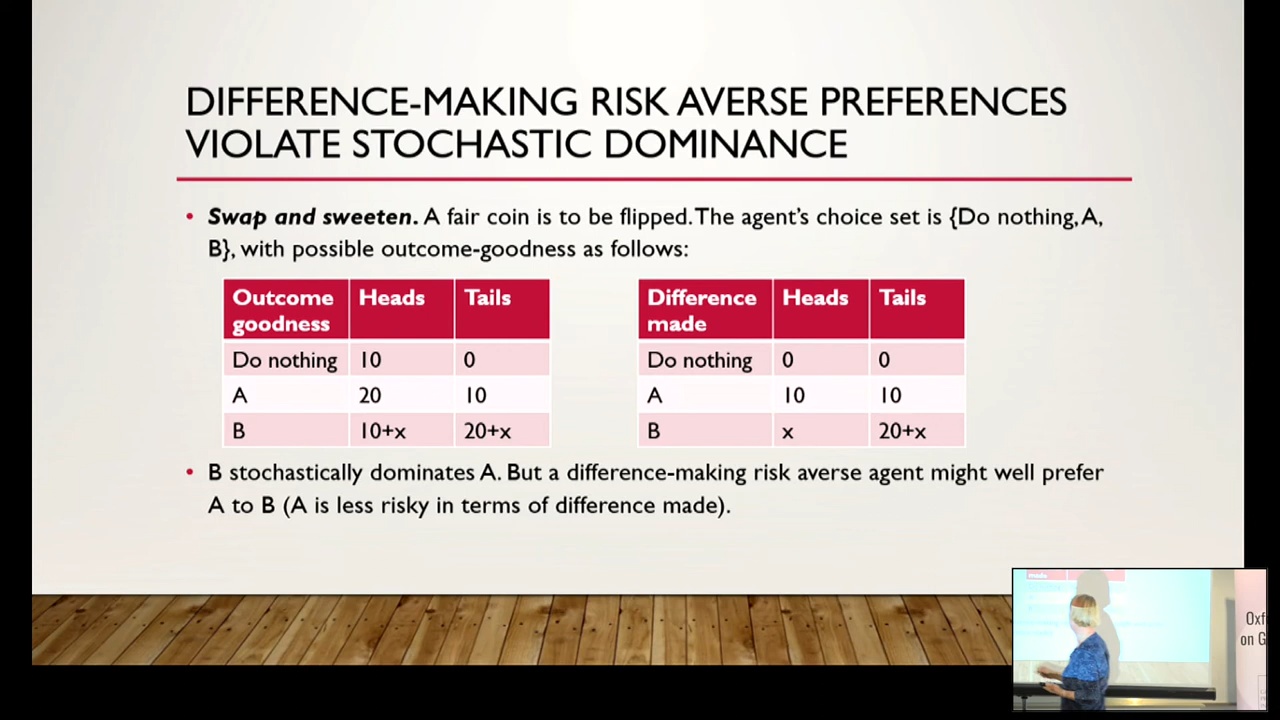 DIFFERENCE-MAKING RISK AVERSE PREFERENCES
VIOLATE STOCHASTIC DOMINANCE
• Swap and sweeten. A fair coin is to be flipped. The agent's choice set is {Do nothing, A,
B}, with possible outcome-goodness as follows:
Outcome goodness Heads Tails
Do nothing 10 0
A 20 10
B 10+x 20+x
Difference made Heads Tails
Do nothing 0 0
A 10 10
B x 20+x
• B stochastically dominates A. But a difference-making risk averse agent might well prefer
A to B (A is less risky in terms of difference made).
Oxf
on G